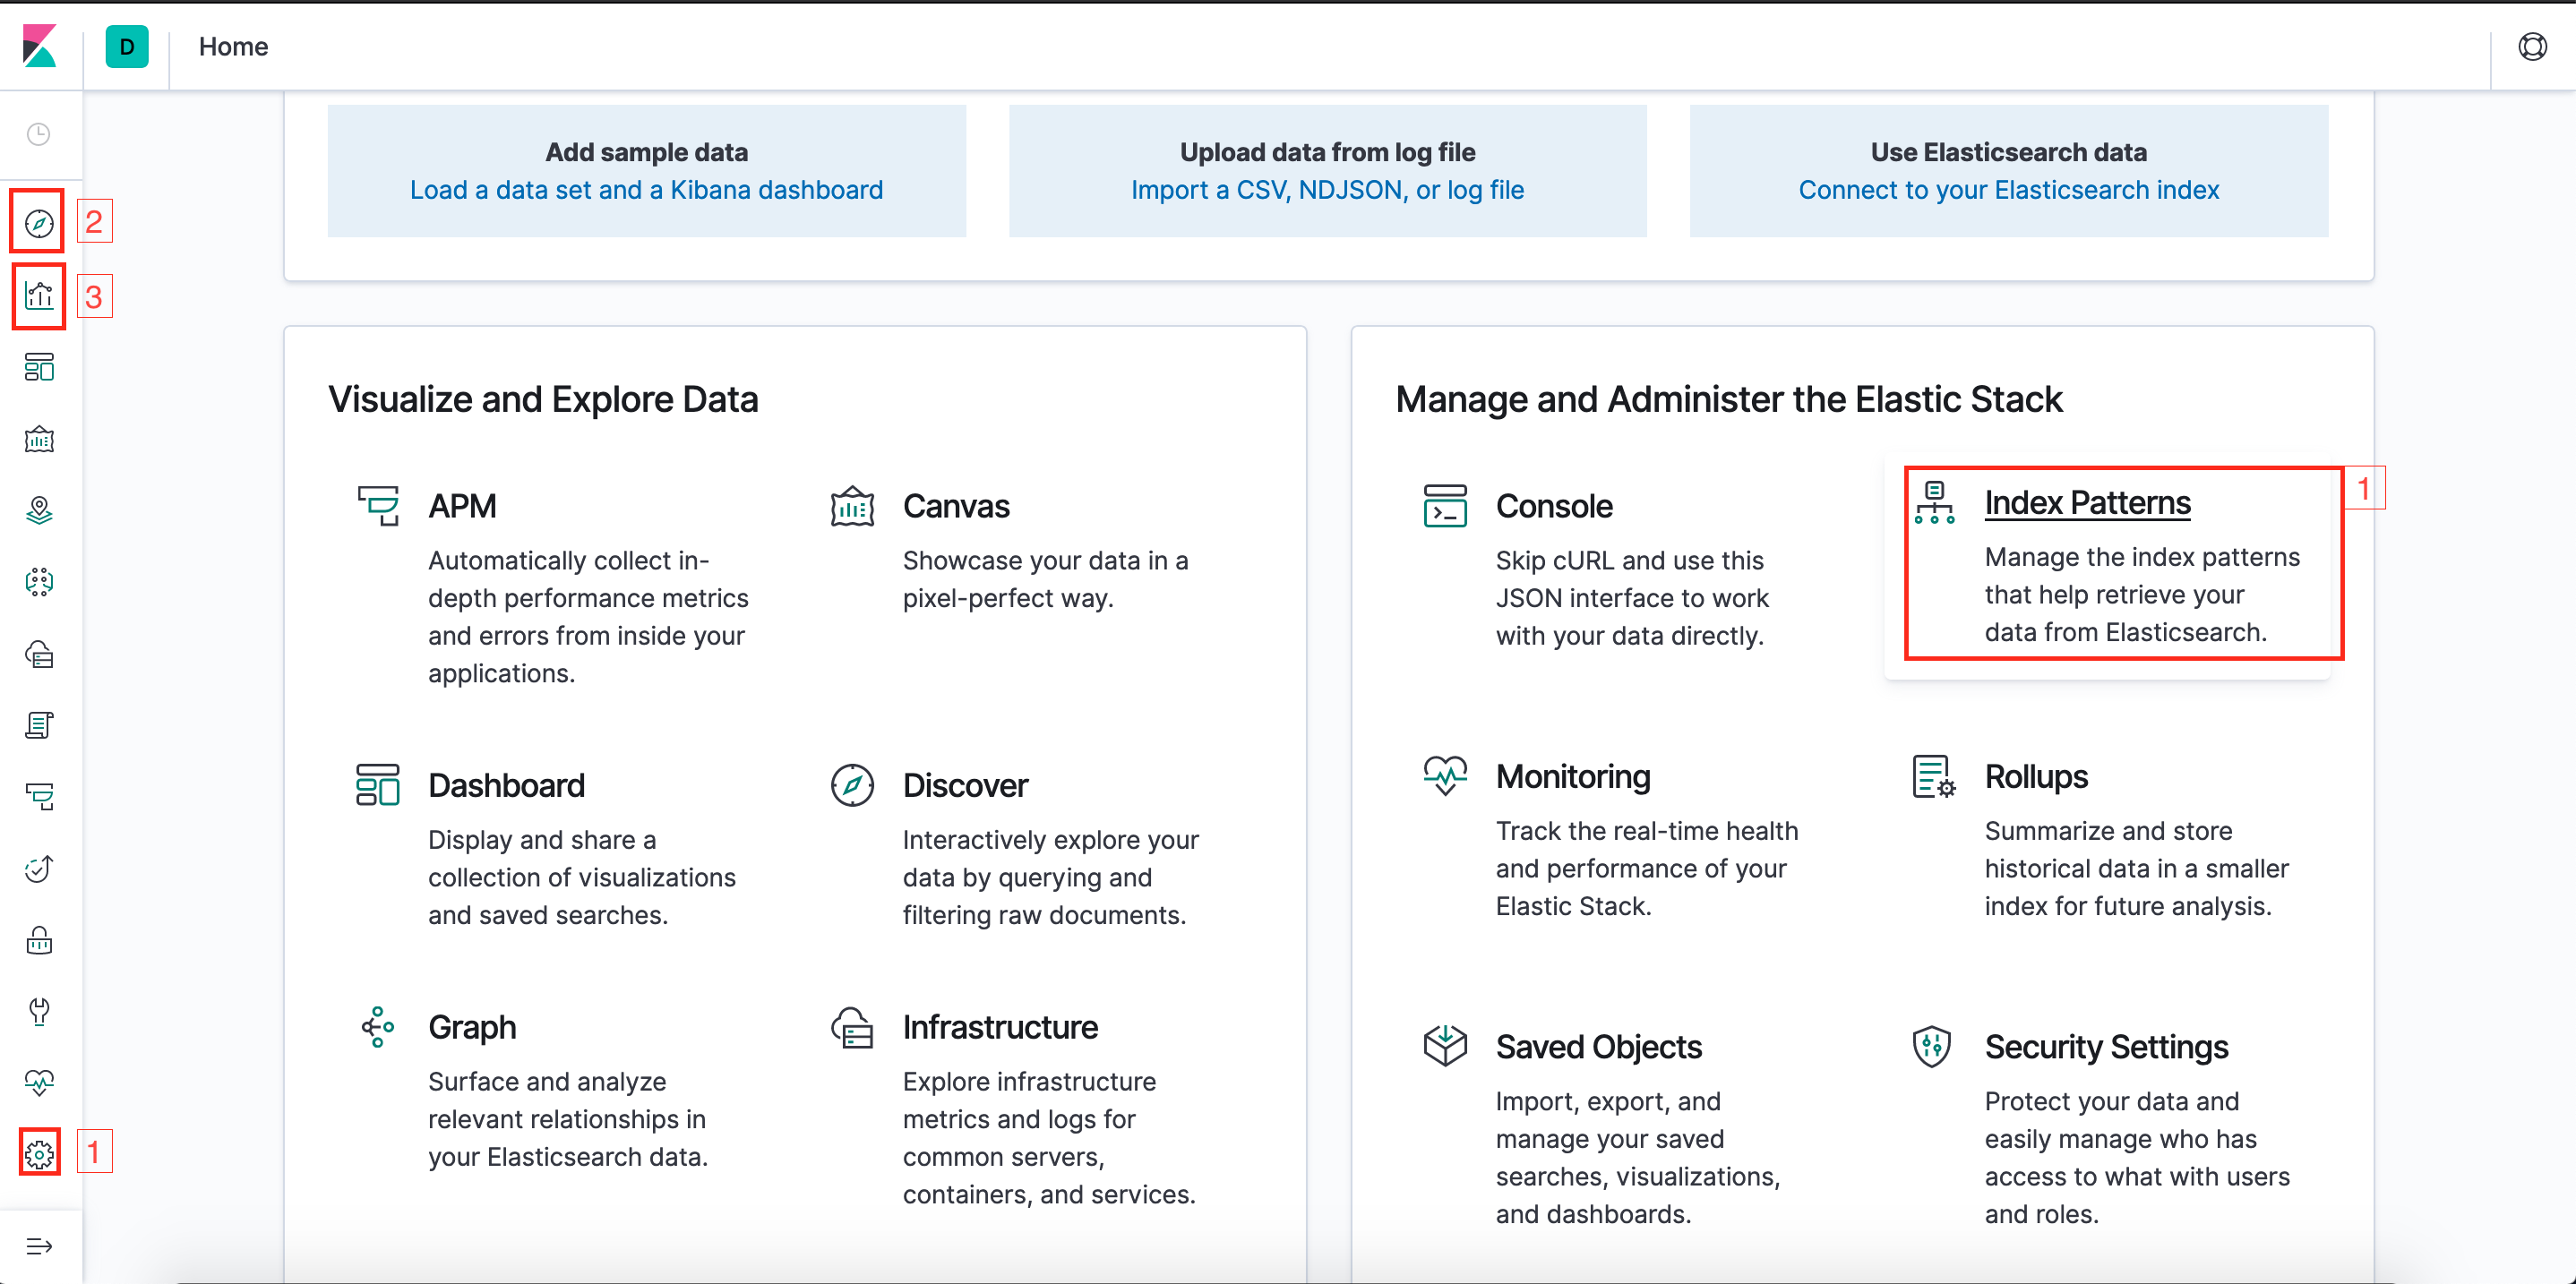 D
Home
Add sample data
Load a data set and a Kibana dashboard
Upload data from log file
Import a CSV, NDJSON, or log file
Use Elasticsearch data
Connect to your Elasticsearch index
2
3
1
Visualize and Explore Data
APM
Automatically collect in-
depth performance metrics
and errors from inside your
applications.
Canvas
Showcase your data in a
pixel-perfect way.
Dashboard
Display and share a
collection of visualizations
and saved searches.
Discover
Interactively explore your
data by querying and
filtering raw documents.
Graph
Surface and analyze
relevant relationships in
your Elasticsearch data.
Infrastructure
Explore infrastructure
metrics and logs for
common servers,
containers, and services.
Manage and Administer the Elastic Stack
Console
Skip cURL and use this
JSON interface to work
with your data directly.
Index Patterns
Manage the index patterns
that help retrieve your
data from Elasticsearch.
1
Monitoring
Track the real-time health
and performance of your
Elastic Stack.
Rollups
Summarize and store
historical data in a smaller
index for future analysis.
Saved Objects
Import, export, and
manage your saved
searches, visualizations,
and dashboards.
Security Settings
Protect your data and
easily manage who has
access to what with users
and roles.